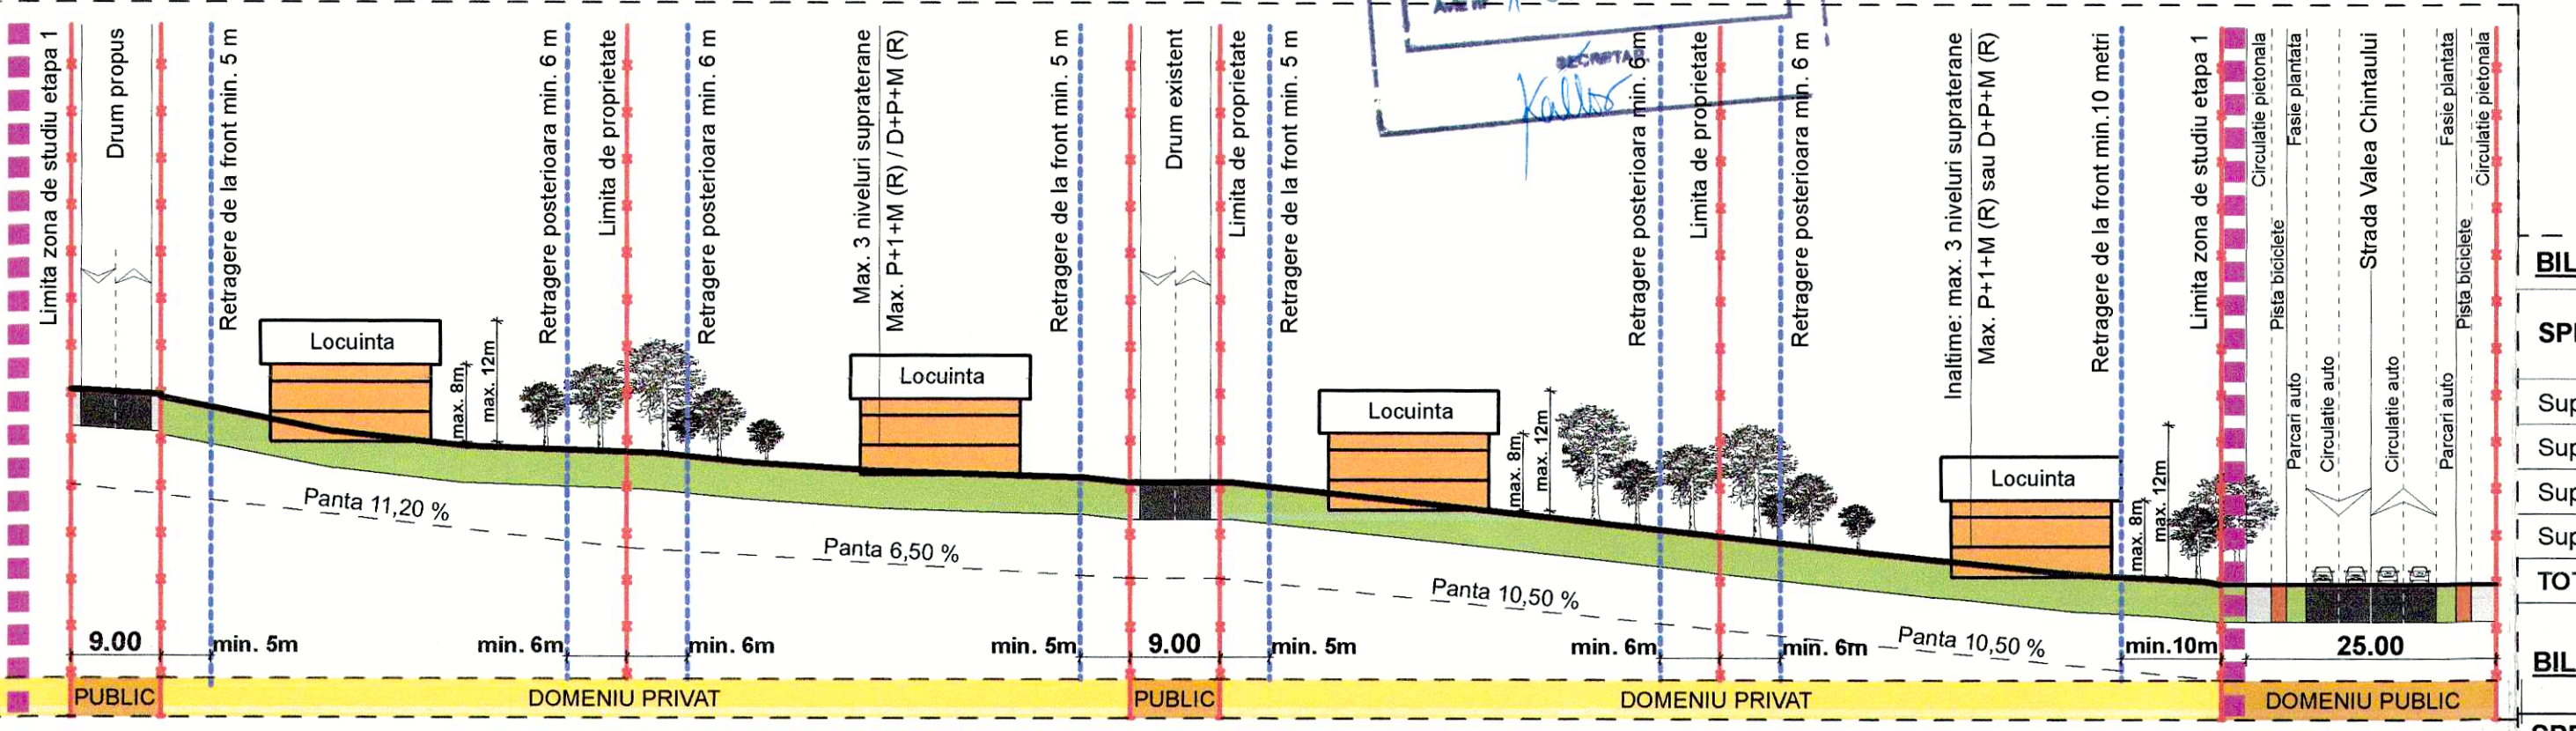 Limita zona de studiu etapa 1
Drum propus
Retragere de la front min. 5 m
Retragere posterioara min. 6 m
Limita de proprietate
Retragere posterioara min. 6 m
Max. 3 niveluri supraterane
Max. P+1+M (R) / D+P+M (R)
Retragere de la front min. 5 m
Drum existent
Limita de proprietate
Retragere de la front min. 5 m
SECRETAR
Retragere posterioara min. 6m
Limita de proprietate
Retragere posterioara min. 6 m
Inaltime: max. 3 niveluri supraterane
Max. P+1+M (R) sau D+P+M (R)
Retragere de la front min.10 metri
Limita zona de studiu etapa 1
Circulatie pietonala
Pista biciclete
Fasie plantata
Parcari auto
Circulatie auto
Strada Valea Chintaului
Circulatie auto
Fasie plantata
Parcari auto
Pista biciclete
Circulatie pietonala
Locuinta
max. 8m
max. 12m
Locuinta
Locuinta
max. 8m
max. 12m
Locuinta
max. 8m
max. 12m
Panta 11,20 %
Panta 6,50 %
Panta 10,50 %
Panta 10,50 %
9.00
min. 5m
min. 6m
min. 6m
min. 5m
9.00
min. 5m
min. 6m
min. 6m
min.10m
25.00
PUBLIC
DOMENIU PRIVAT
PUBLIC
DOMENIU PRIVAT
DOMENIU PUBLIC
BIL
SP
Sup
Sup
Sup
Sup
TO
BIL